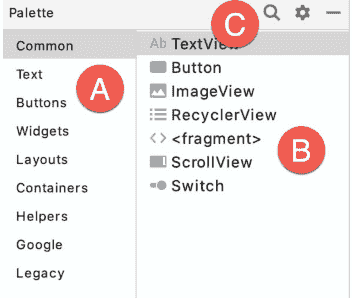 Palette
C
Common
Ab TextView
Text
Button
A
Buttons
ImageView
Widgets
RecyclerView
Layouts
<fragment>
B
Containers
ScrollView
Helpers
Switch
Google
Legacy